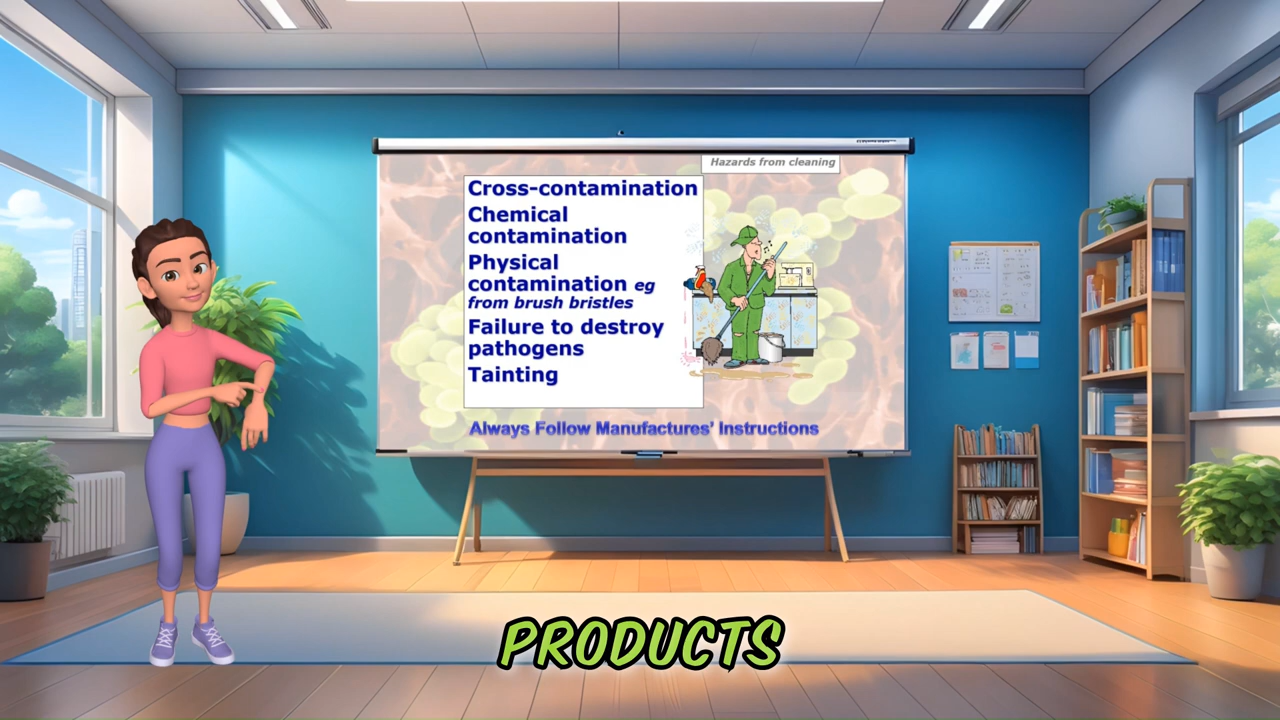 Hazards from cleaning
Cross-contamination
Chemical
contamination
Physical
contamination eg
from brush bristles
Failure to destroy
pathogens
Tainting
Always Follow Manufactures' Instructions
PRODUCTS